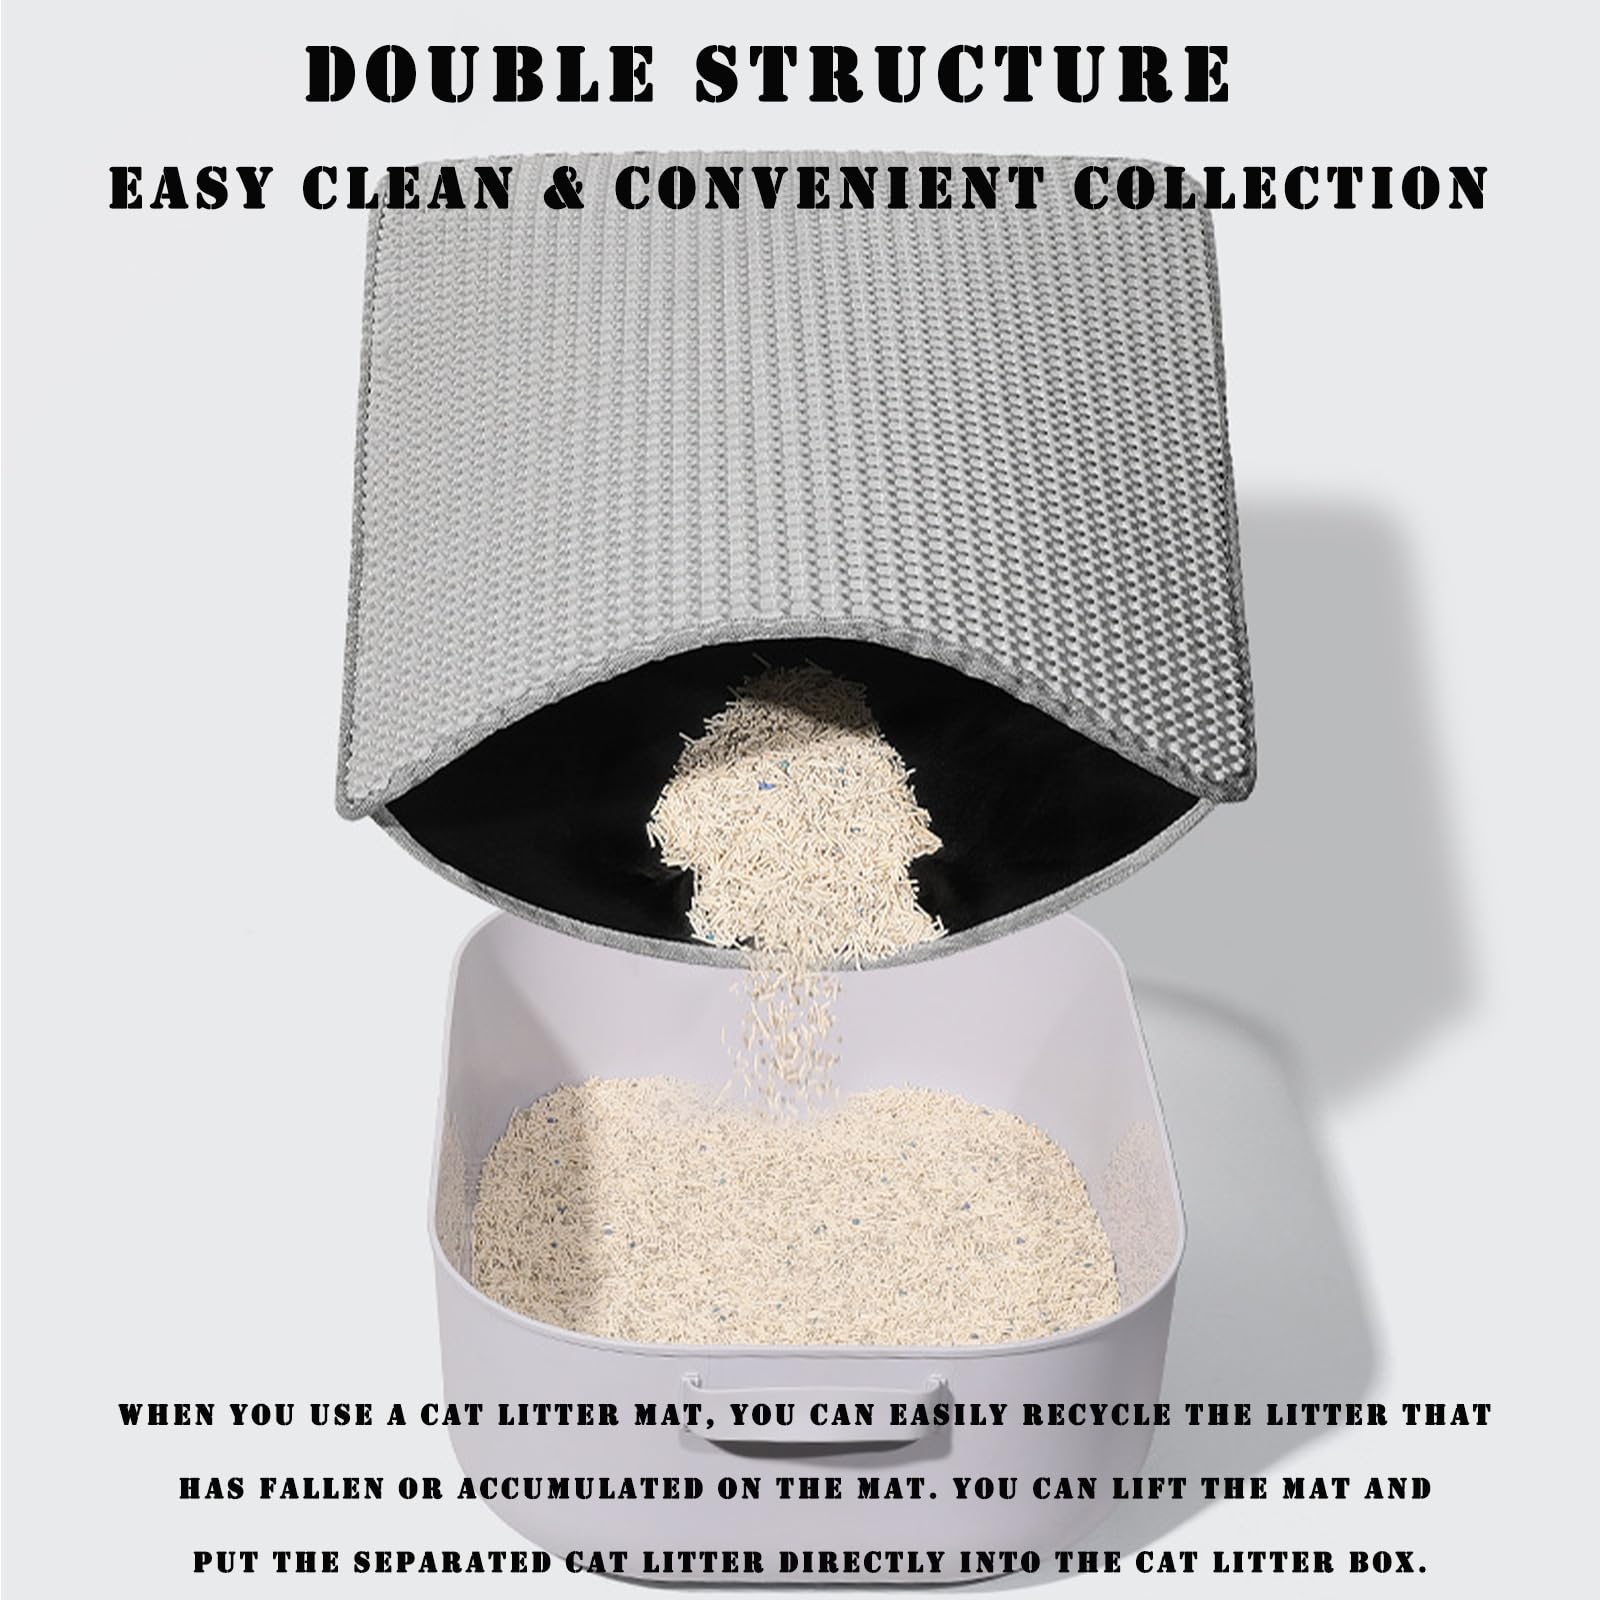 DOUBLE STRUCTURE
EASY CLEAN & CONVENIENT COLLECTION
WHEN YOU USE A CAT LITTER MAT, YOU CAN EASILY RECYCLE THE LITTER THAT
HAS FALLEN OR ACCUMULATED ON THE MAT. YOU CAN LIFT THE MAT AND
PUT THE SEPARATED CAT LITTER DIRECTLY INTO THE CAT LITTER BOX.